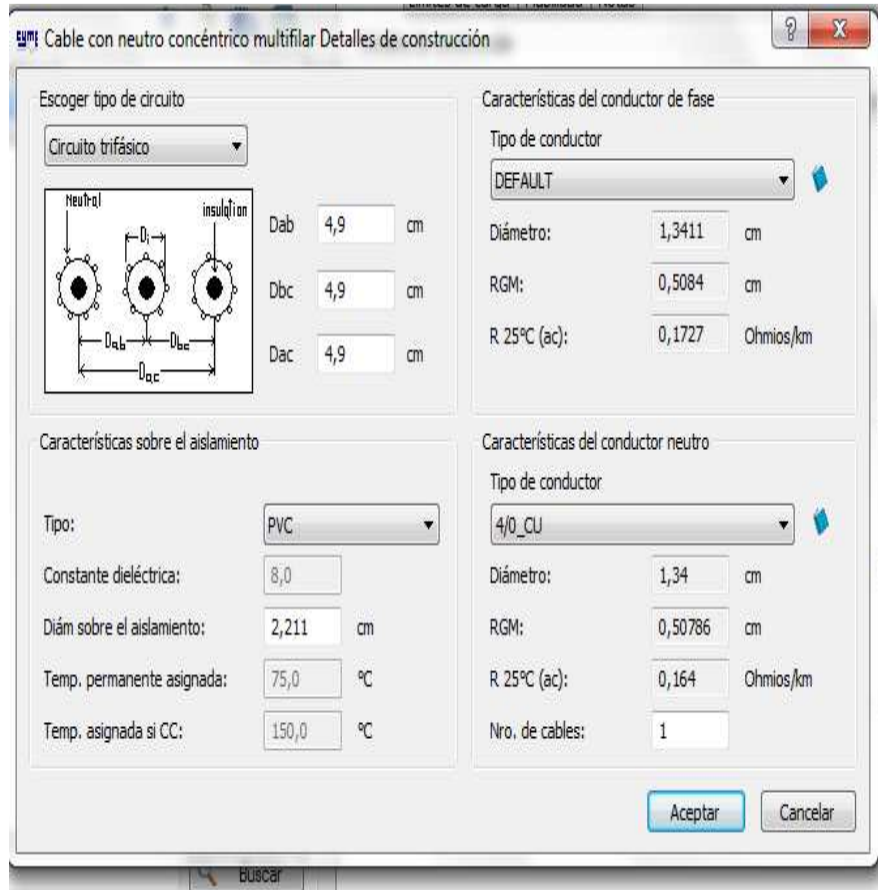 Cable con neutro concéntrico multifilar Detalles de construcción
Escoger tipo de circuito
Circuito trifásico
Neutral
insulation
Di
Dab
Dbc
Dac
Dab 4,9 cm
Dbc 4,9 cm
Dac 4,9 cm
Características del conductor de fase
Tipo de conductor
DEFAULT
Diámetro: 1,3411 cm
RGM: 0,5084 cm
R 25ºC (ac): 0,1727 Ohmios/km
Características sobre el aislamiento
Tipo: PVC
Constante dieléctrica: 8,0
Diám sobre el aislamiento: 2,211 cm
Temp. permanente asignada: 75,0 ºC
Temp. asignada si CC: 150,0 ºC
Características del conductor neutro
Tipo de conductor
4/0_CU
Diámetro: 1,34 cm
RGM: 0,50786 cm
R 25ºC (ac): 0,164 Ohmios/km
Nro. de cables: 1
Aceptar Cancelar
Buscar